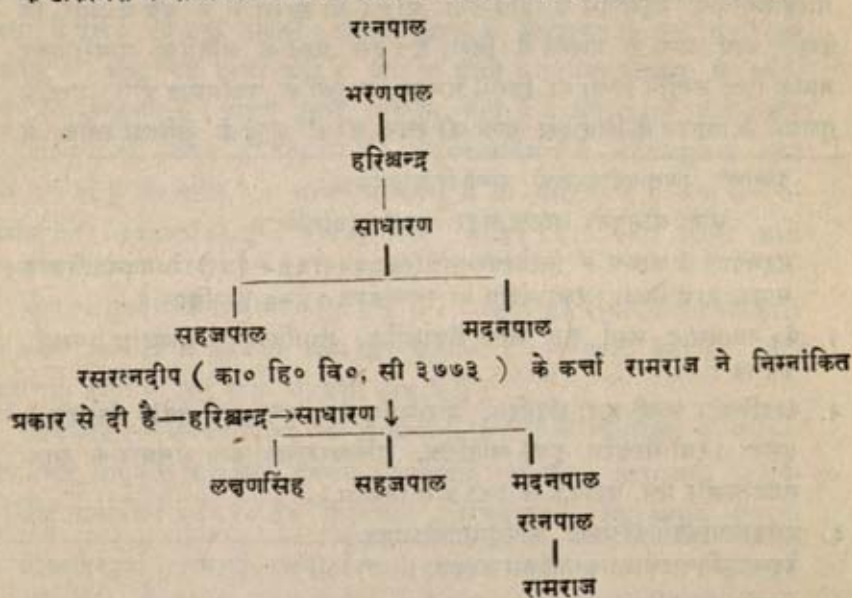 रत्नपाल
भरणपाल
हरिश्चन्द्र
साधारण
सहजपाल मदनपाल
रसरत्नदीप ( का० हि० वि०, सी ३७७३ ) के कर्त्ता रामराज ने निम्नांकित
प्रकार से दी है—हरिश्चन्द्र→साधारण ↓
लक्षणसिंह सहजपाल मदनपाल
रत्नपाल
रामराज